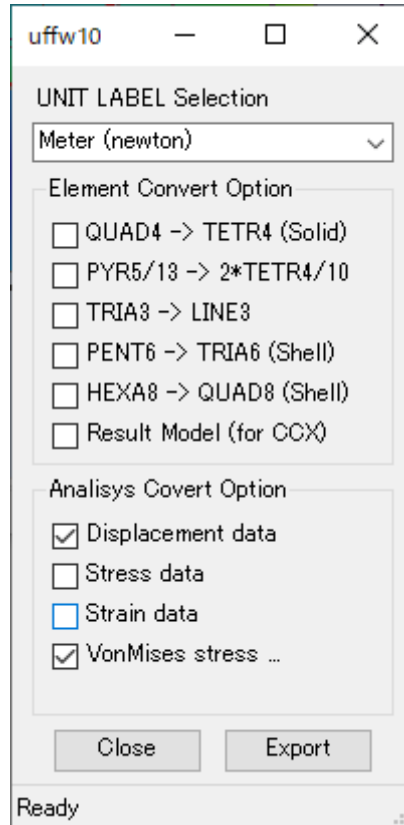 uffw10
UNIT LABEL Selection
Meter (newton)
Element Convert Option
QUAD4 -> TETR4 (Solid)
PYR5/13 -> 2*TETR4/10
TRIA3 -> LINE3
PENT6 -> TRIA6 (Shell)
HEXA8 -> QUAD8 (Shell)
Result Model (for CCX)
Analisys Covert Option
Displacement data
Stress data
Strain data
VonMises stress ...
Close Export
Ready